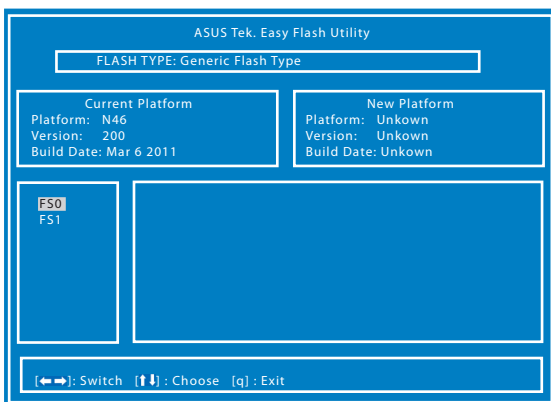 ASUS Tek. Easy Flash Utility
FLASH TYPE: Generic Flash Type
Current Platform
Platform: N46
Version: 200
Build Date: Mar 6 2011
New Platform
Platform: Unkown
Version: Unkown
Build Date: Unkown
FS0
FS1
[←→]: Switch [↑↓] : Choose [q] : Exit